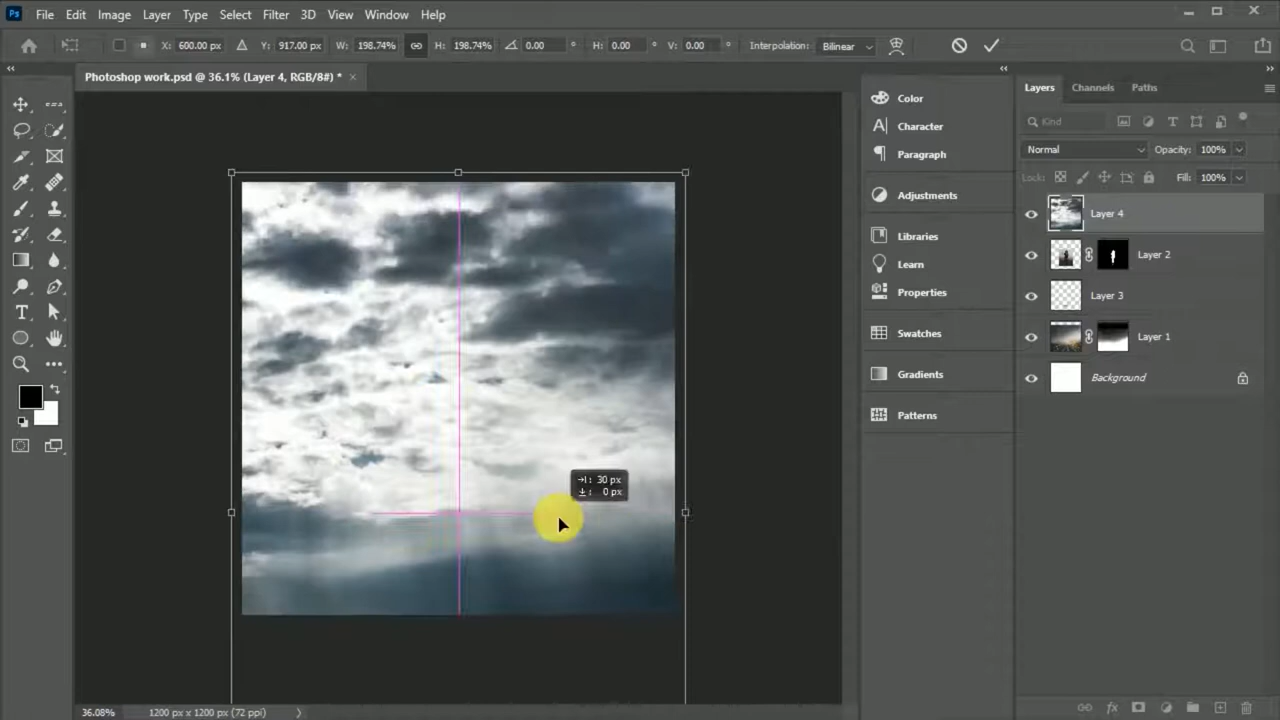 Ps File Edit Image Layer Type Select Filter 3D View Window Help
X: 600.00 px Y: 917.00 px W: 198.74% H: 198.74% 0.00 ° H: 0.00 ° V: 0.00 ° Interpolation: Bilinear
Photoshop work.psd @ 36.1% (Layer 4, RGB/8#) * ×
Color
Character
Paragraph
Adjustments
Libraries
Learn
Properties
Swatches
Gradients
Patterns
Layers Channels Paths
Kind
Normal Opacity: 100%
Lock: Fill: 100%
Layer 4
Layer 2
Layer 3
Layer 1
Background
: 30 px
: 0 px
36.08% 1200 px x 1200 px (72 ppi)